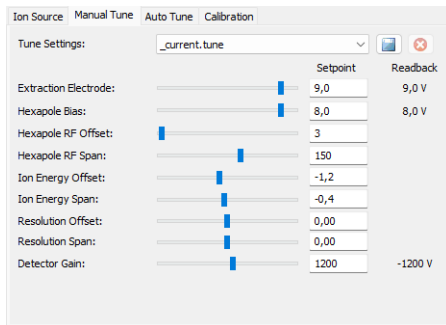 Ion Source Manual Tune Auto Tune Calibration
Tune Settings: _current.tune
Setpoint Readback
Extraction Electrode: 9,0 9,0 V
Hexapole Bias: 8,0 8,0 V
Hexapole RF Offset: 3
Hexapole RF Span: 150
Ion Energy Offset: -1,2
Ion Energy Span: -0,4
Resolution Offset: 0,00
Resolution Span: 0,00
Detector Gain: 1200 -1200 V